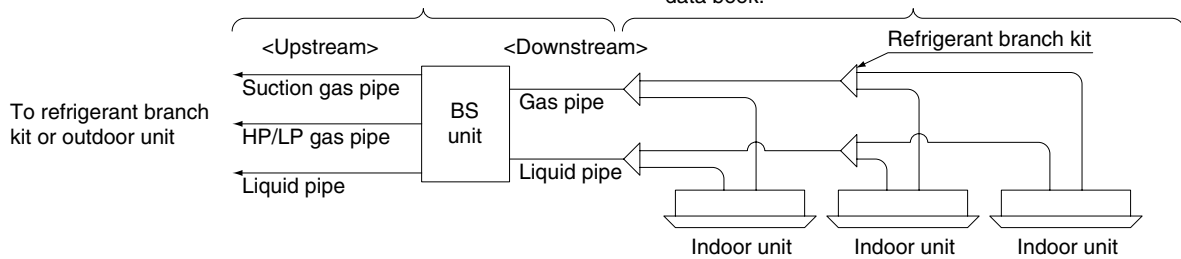 data book.
<Upstream>
<Downstream>
Refrigerant branch kit
Suction gas pipe
Gas pipe
To refrigerant branch
kit or outdoor unit
HP/LP gas pipe
BS
unit
Liquid pipe
Liquid pipe
Indoor unit
Indoor unit
Indoor unit